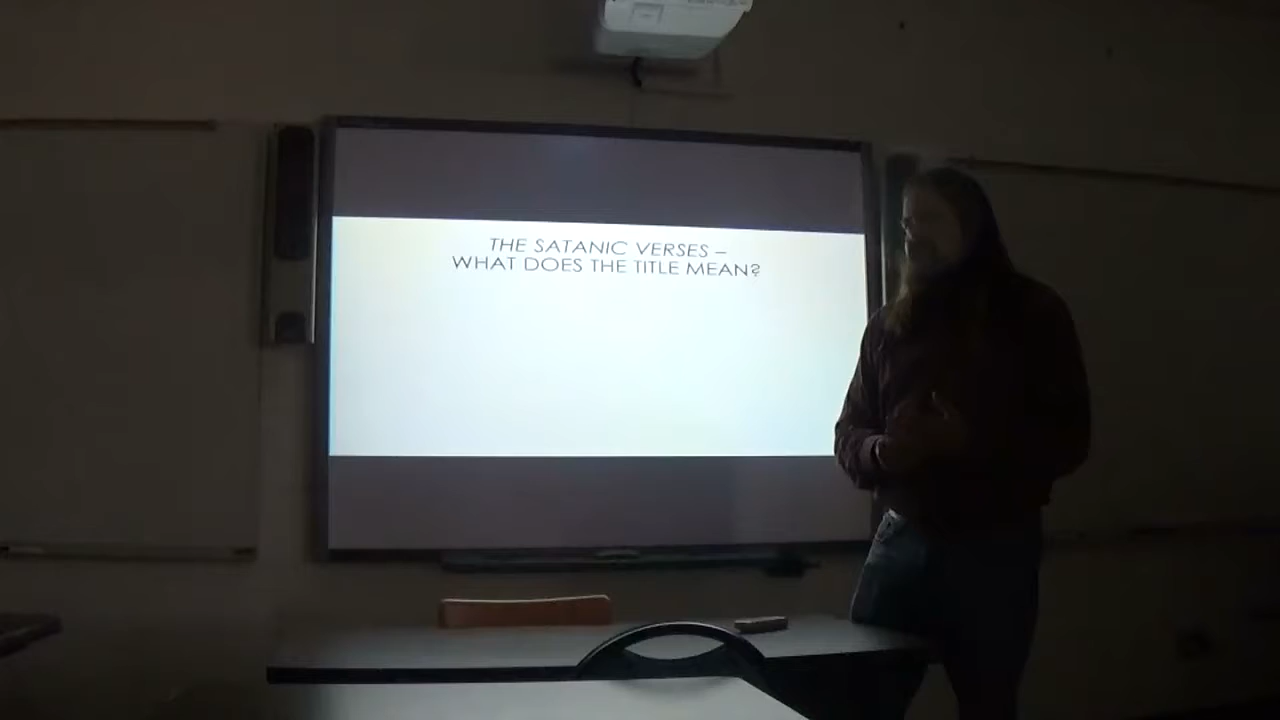 THE SATANIC VERSES –
WHAT DOES THE TITLE MEAN?